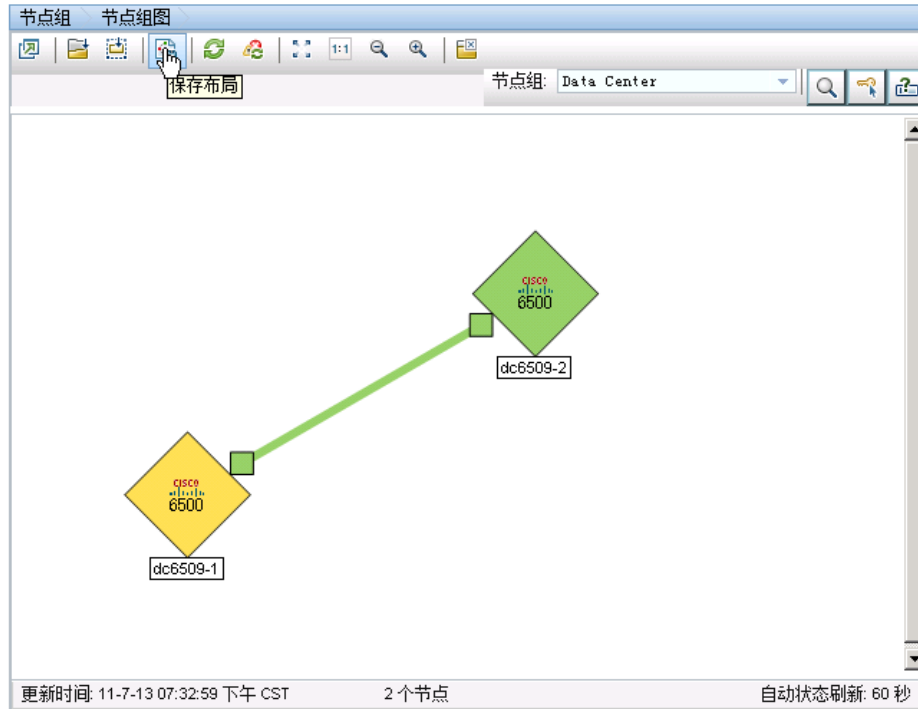 节点组 节点组图
1:1
保存布局
节点组: Data Center
cisco
6500
dc6509-2
cisco
6500
dc6509-1
更新时间: 11-7-13 07:32:59 下午 CST 2 个节点 自动状态刷新: 60 秒